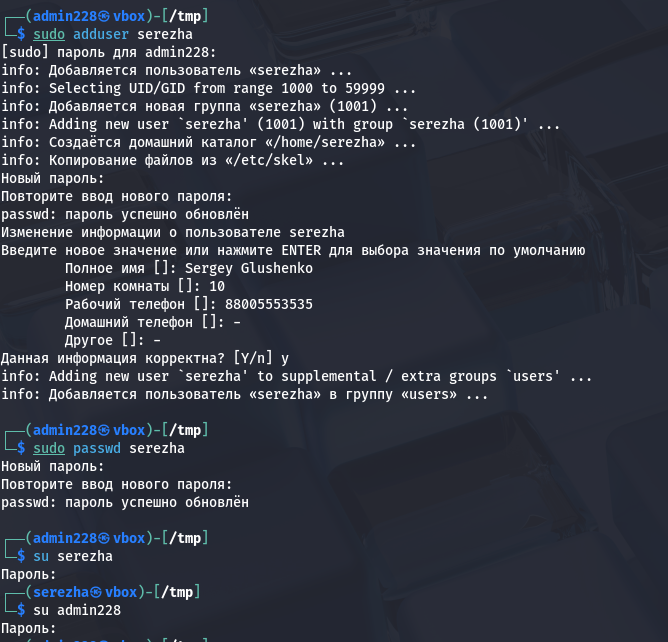 ┌──(admin228㉿vbox)-[/tmp]
└─$ sudo adduser serezha
[sudo] пароль для admin228:
info: Добавляется пользователь «serezha» ...
info: Selecting UID/GID from range 1000 to 59999 ...
info: Добавляется новая группа «serezha» (1001) ...
info: Adding new user `serezha' (1001) with group `serezha (1001)' ...
info: Создаётся домашний каталог «/home/serezha» ...
info: Копирование файлов из «/etc/skel» ...
Новый пароль:
Повторите ввод нового пароля:
passwd: пароль успешно обновлён
Изменение информации о пользователе serezha
Введите новое значение или нажмите ENTER для выбора значения по умолчанию
Полное имя []: Sergey Glushenko
Номер комнаты []: 10
Рабочий телефон []: 88005553535
Домашний телефон []: -
Другое []: -
Данная информация корректна? [Y/n] y
info: Adding new user `serezha' to supplemental / extra groups `users' ...
info: Добавляется пользователь «serezha» в группу «users» ...
┌──(admin228㉿vbox)-[/tmp]
└─$ sudo passwd serezha
Новый пароль:
Повторите ввод нового пароля:
passwd: пароль успешно обновлён
┌──(admin228㉿vbox)-[/tmp]
└─$ su serezha
Пароль:
┌──(serezha㉿vbox)-[/tmp]
└─$ su admin228
Пароль: